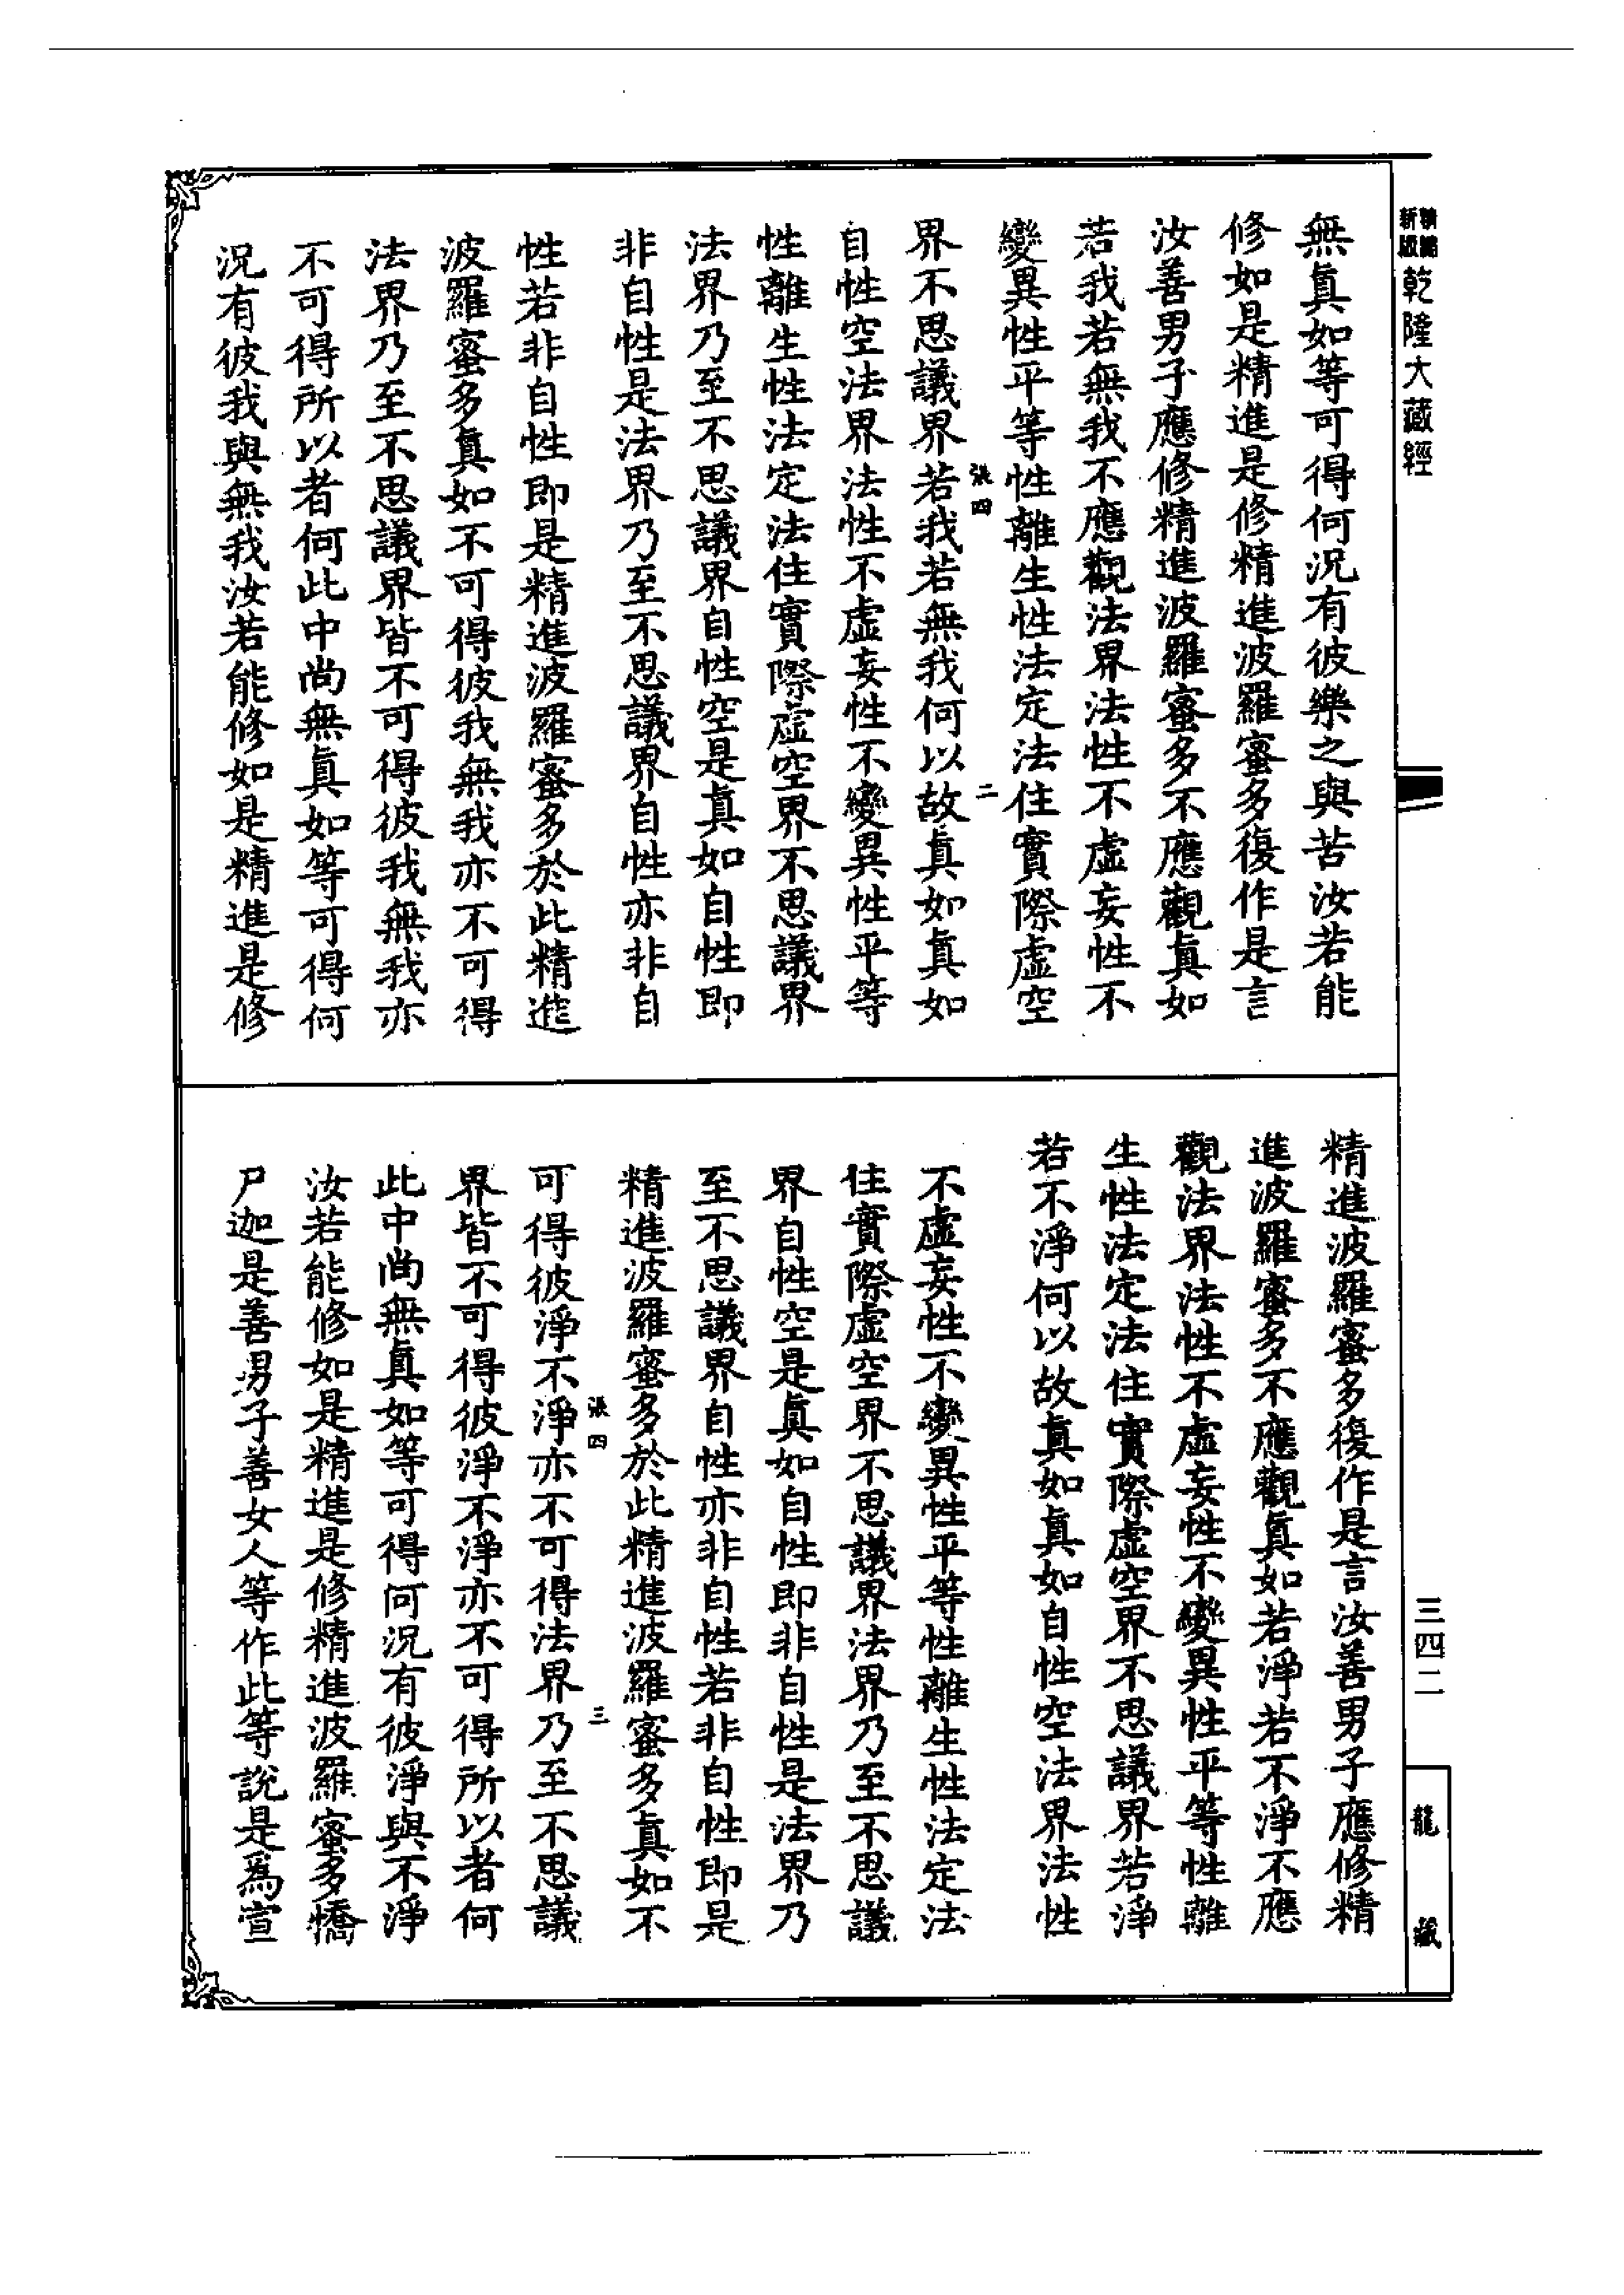 無真如等可得何況有彼樂之與苦汝若能
修如是精進是修精進波羅蜜多復作是言
汝善男子應修精進波羅蜜多不應觀真如
若我若無我不應觀法界法性不虛妄性不
變異性平等性離生性法定法住實際虛空
界不思議界若我若無我何以故真如真如
自性空法界法性不虛妄性不變異性平等
性離生性法定法住實際虛空界不思議界
法界乃至不思議界自性空是真如自性即
非自性是法界乃至不思議界自性亦非自
性若非自性即是精進波羅蜜多於此精進
波羅蜜多真如不可得彼我無我亦不可得
法界乃至不思議界皆不可得彼我無我亦
不可得所以者何此中尚無真如等可得何
況有彼我與無我汝若能修如是精進是修
精進波羅蜜多復作是言汝善男子應修精
進波羅蜜多不應觀真如若淨若不淨不應
觀法界法性不虛妄性不變異性平等性離
生性法定法住實際虛空界不思議界若淨
若不淨何以故真如真如自性空法界法性
不虛妄性不變異性平等性離生性法定法
住實際虛空界不思議界法界乃至不思議
界自性空是真如自性即非自性是法界乃
至不思議界自性亦非自性若非自性即是
精進波羅蜜多於此精進波羅蜜多真如不
可得彼淨不淨亦不可得法界乃至不思議
界皆不可得彼淨不淨亦不可得所以者何
此中尚無真如等可得何況有彼淨與不淨
汝若能修如是精進是修精進波羅蜜多憍
尸迦是善男子善女人等作此等說是為宣
新版
乾隆大藏經
三四二
龍藏
張四
二
張四
三